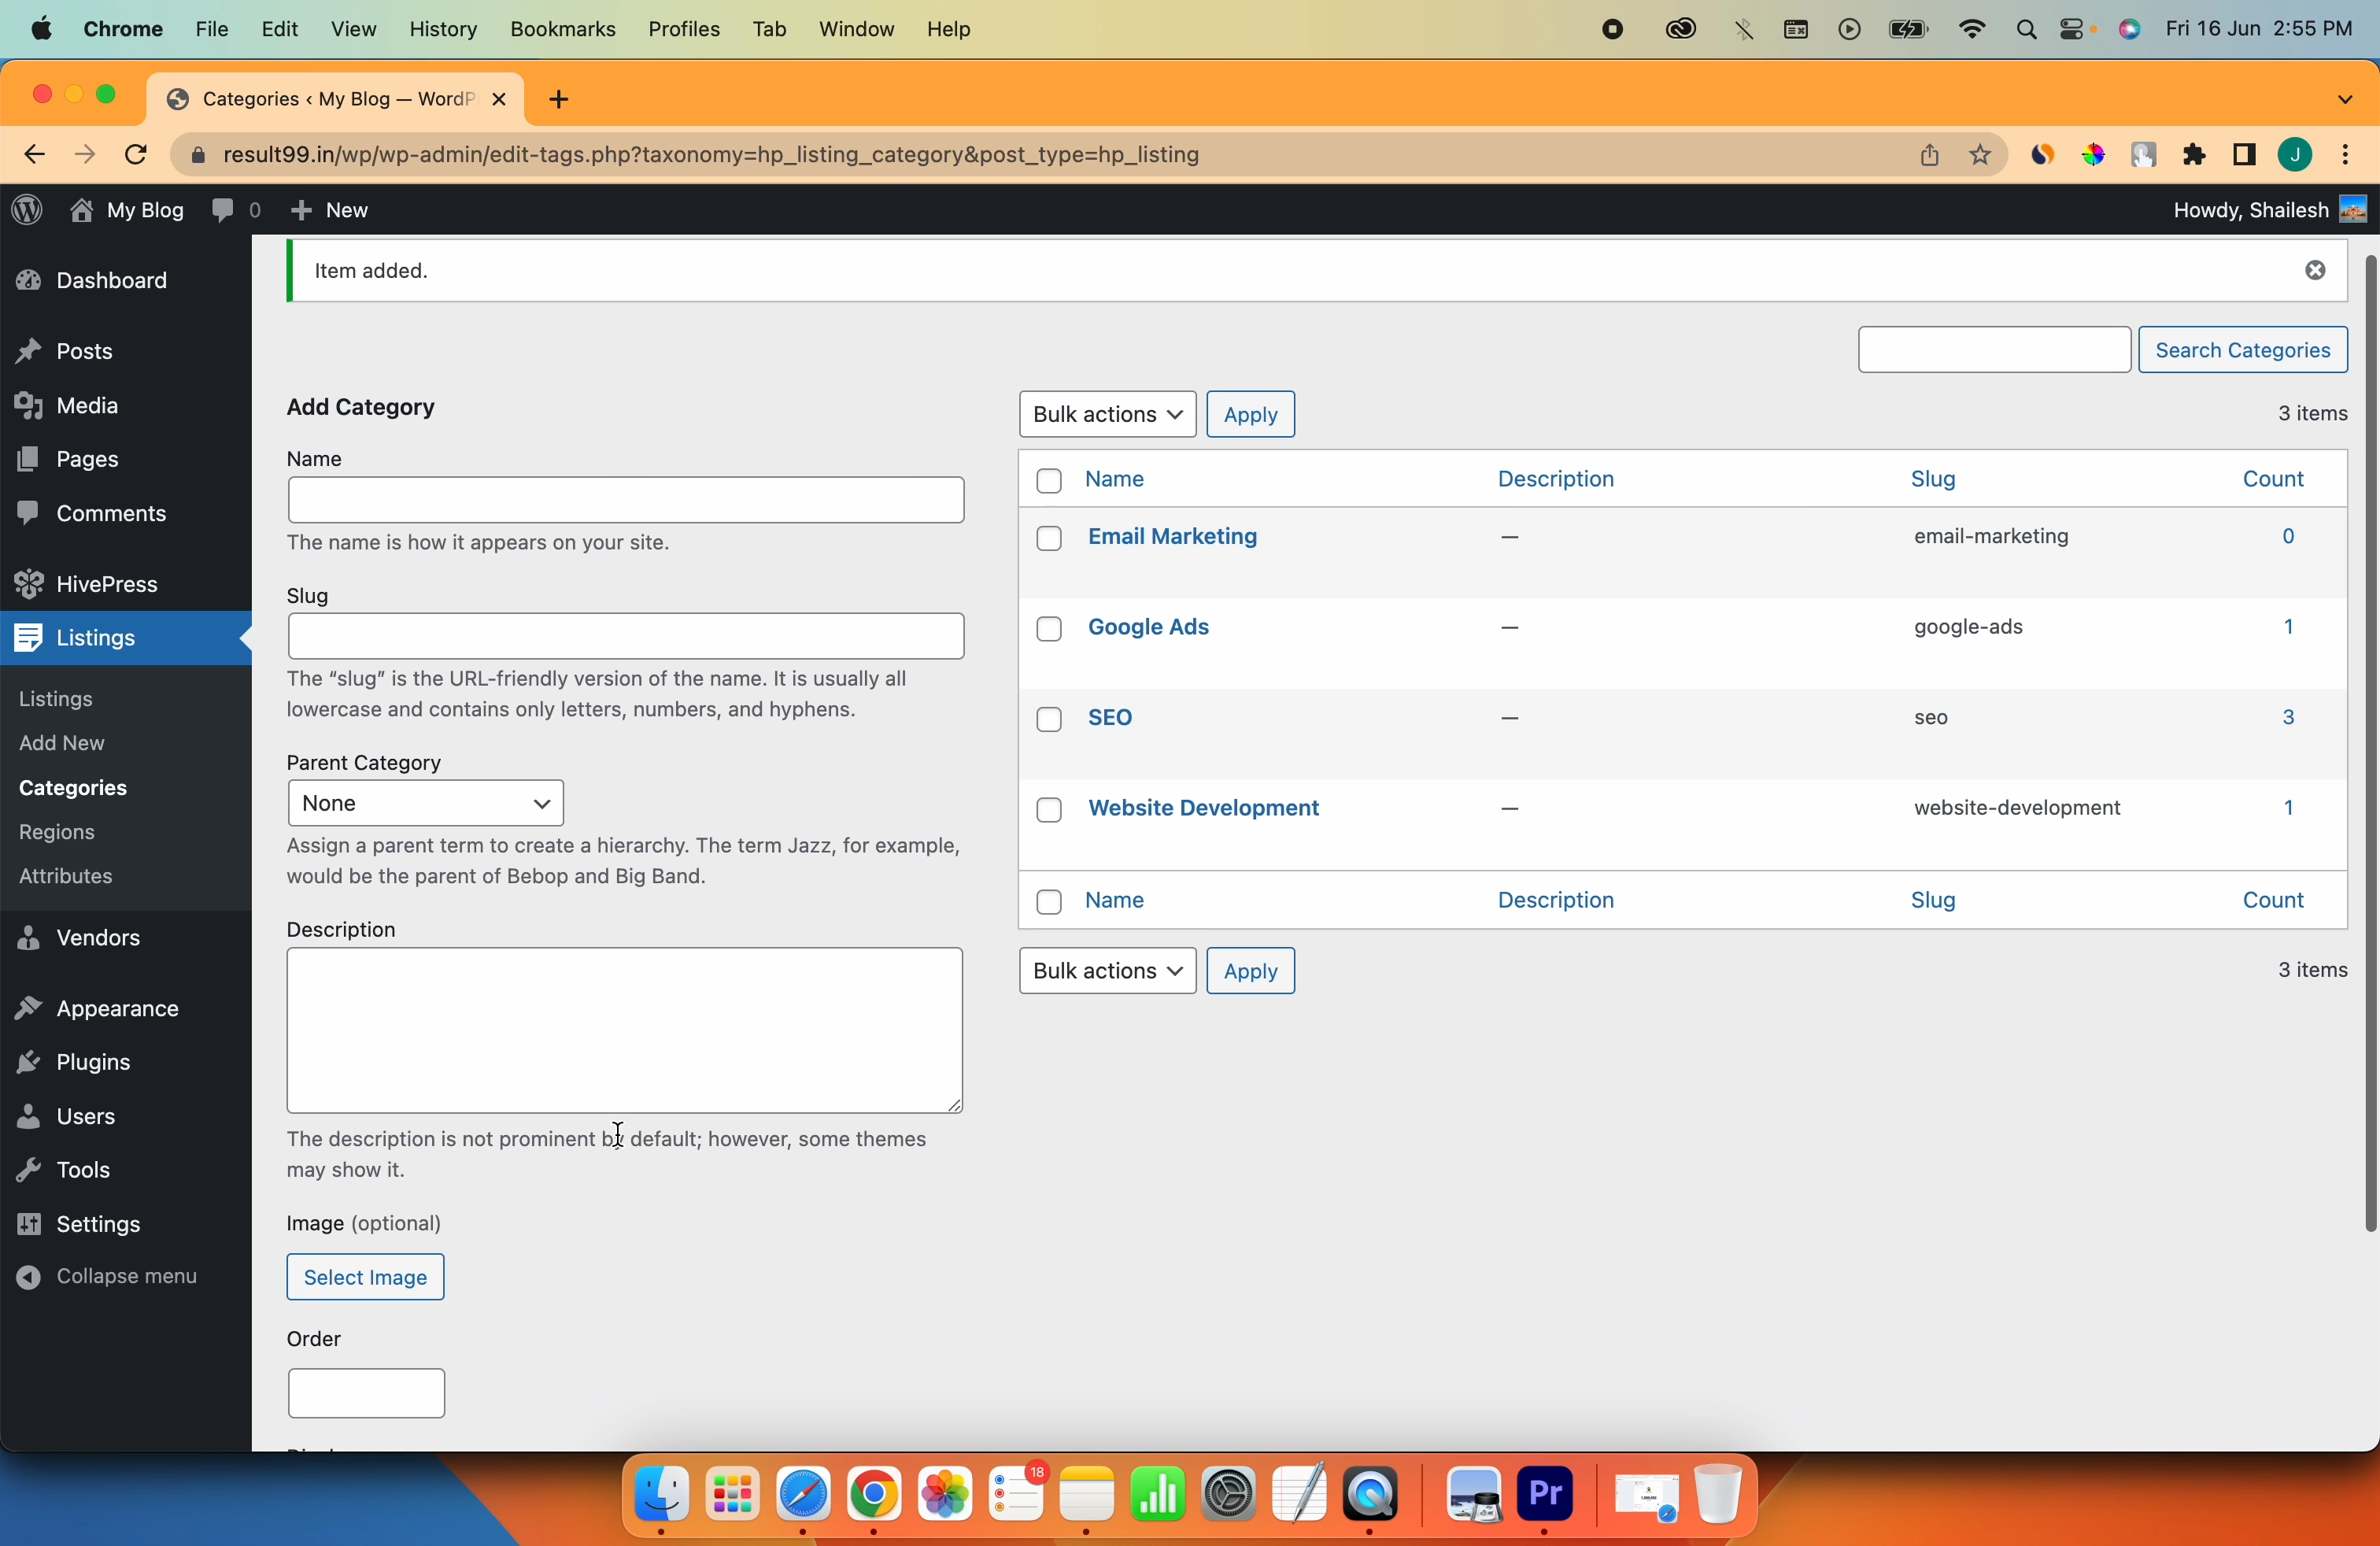 Chrome File Edit View History Bookmarks Profiles Tab Window Help Fri 16 Jun 2:55 PM
Categories ‹ My Blog — WordP
result99.in/wp/wp-admin/edit-tags.php?taxonomy=hp_listing_category&post_type=hp_listing J
My Blog 0 New Howdy, Shailesh
Dashboard
Posts
Media
Pages
Comments
HivePress
Listings
Listings
Add New
Categories
Regions
Attributes
Vendors
Appearance
Plugins
Users
Tools
Settings
Collapse menu
Item added.
Search Categories
Add Category
Name
The name is how it appears on your site.
Slug
The “slug” is the URL-friendly version of the name. It is usually all
lowercase and contains only letters, numbers, and hyphens.
Parent Category
None
Assign a parent term to create a hierarchy. The term Jazz, for example,
would be the parent of Bebop and Big Band.
Description
The description is not prominent by default; however, some themes
may show it.
Image (optional)
Select Image
Order
Bulk actions Apply 3 items
Name Description Slug Count
Email Marketing — email-marketing 0
Google Ads — google-ads 1
SEO — seo 3
Website Development — website-development 1
Name Description Slug Count
Bulk actions Apply 3 items
18
Pr